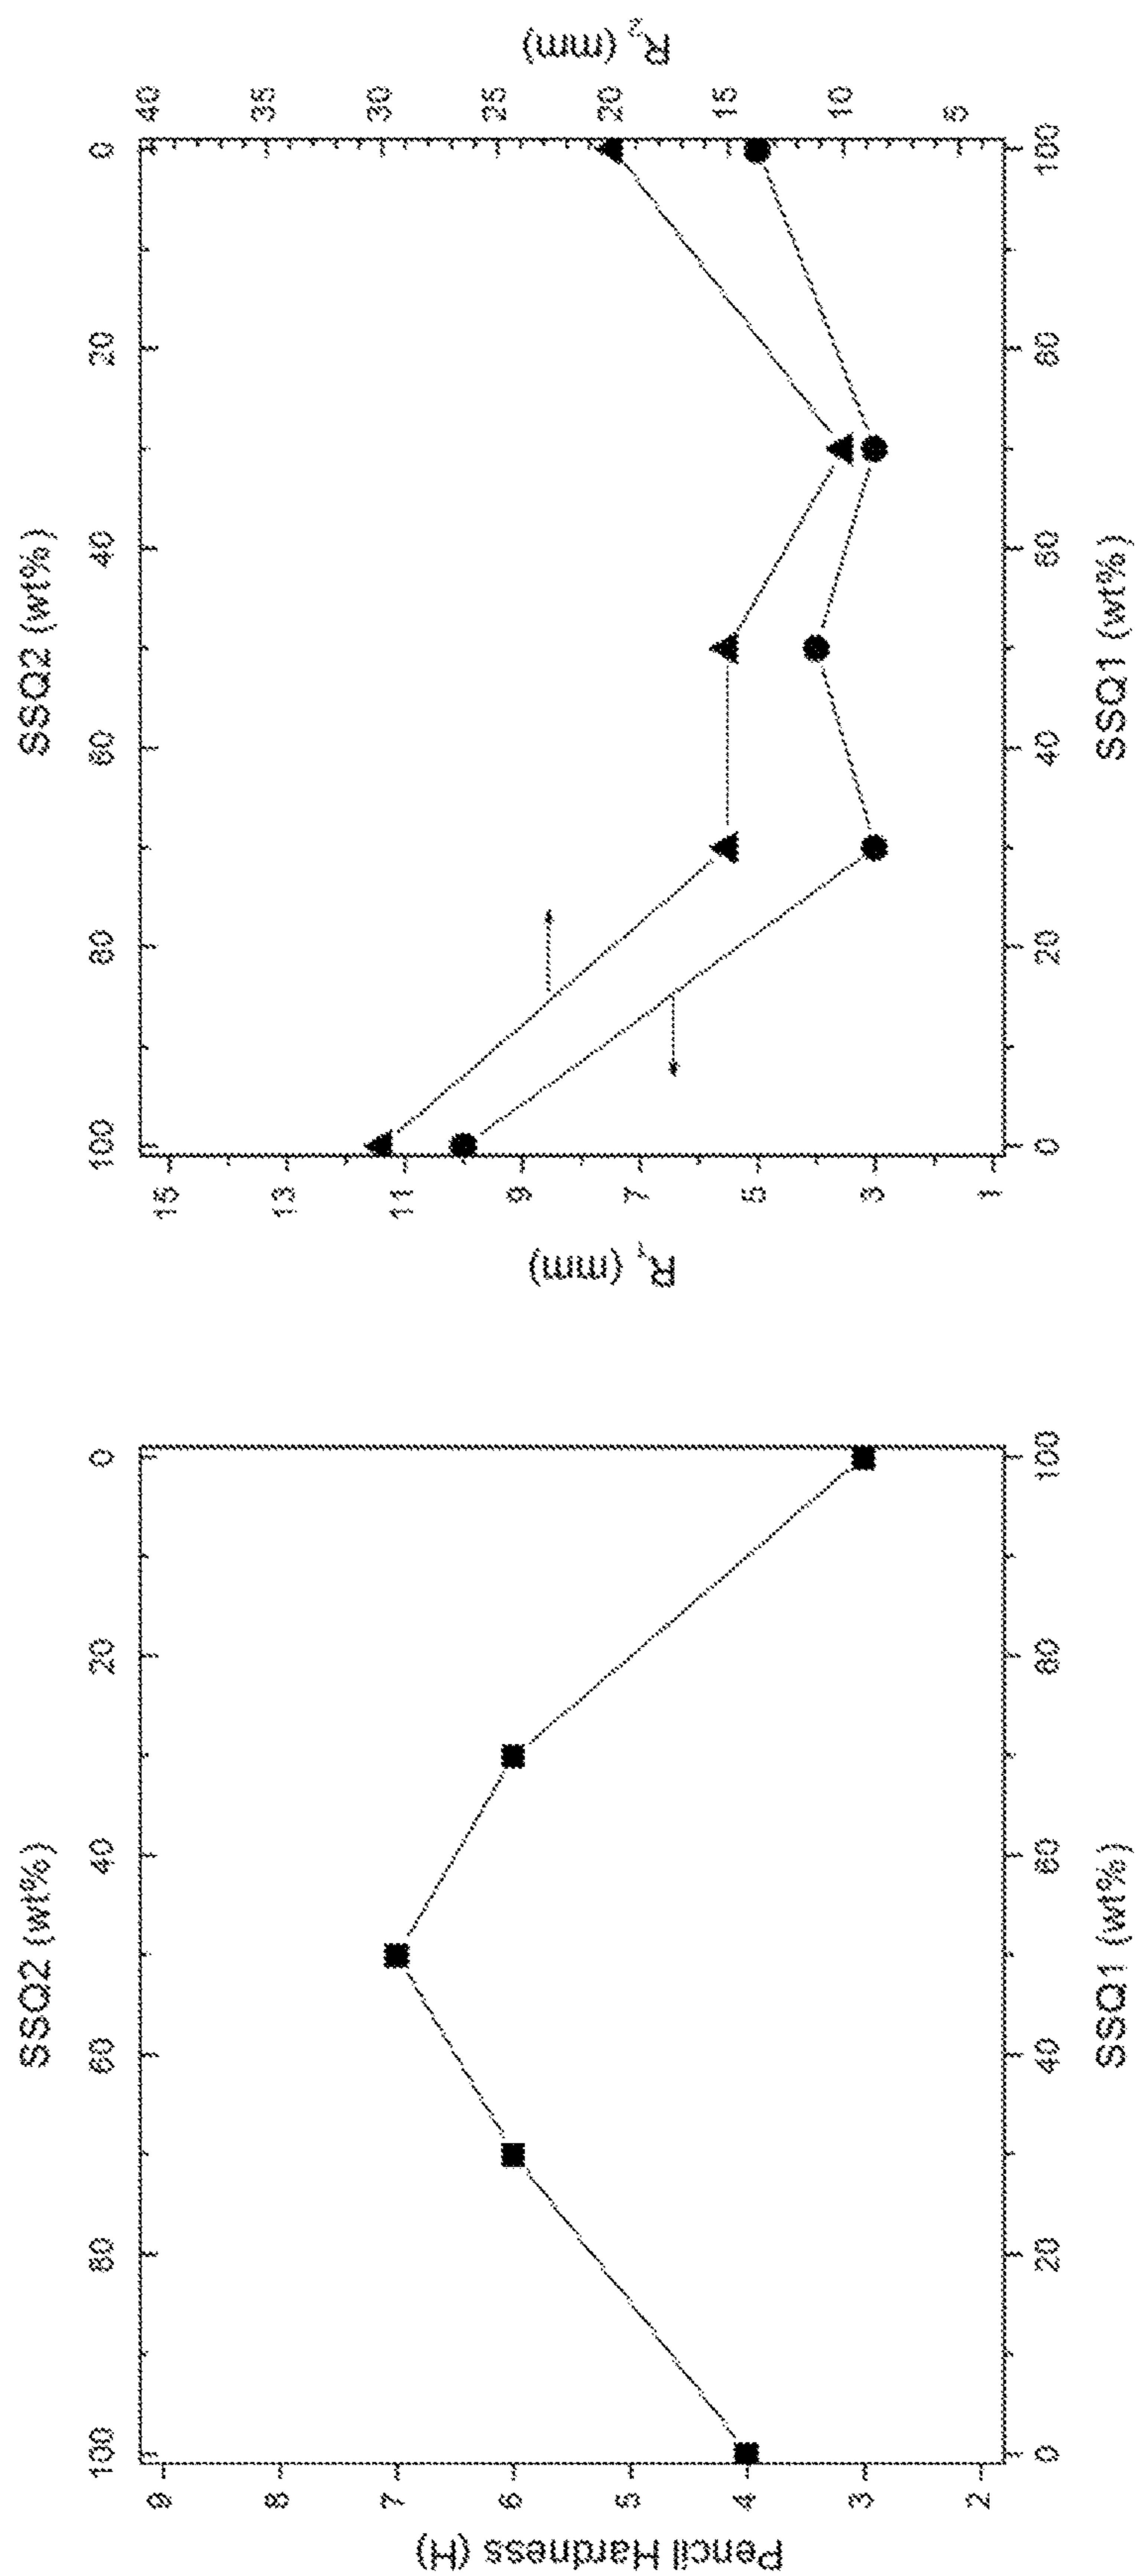 SSQ2 (wt%)
100 80 60 40 20 0
Pencil Hardness (H)
9
8
7
6
5
4
3
2
0 20 40 60 80 100
SSQ1 (wt%)
SSQ2 (wt%)
100 80 60 40 20 0
R1 (mm)
15
13
11
9
7
5
3
1
40
35
30
25
20
15
10
5
R2 (mm)
0 20 40 60 80 100
SSQ1 (wt%)